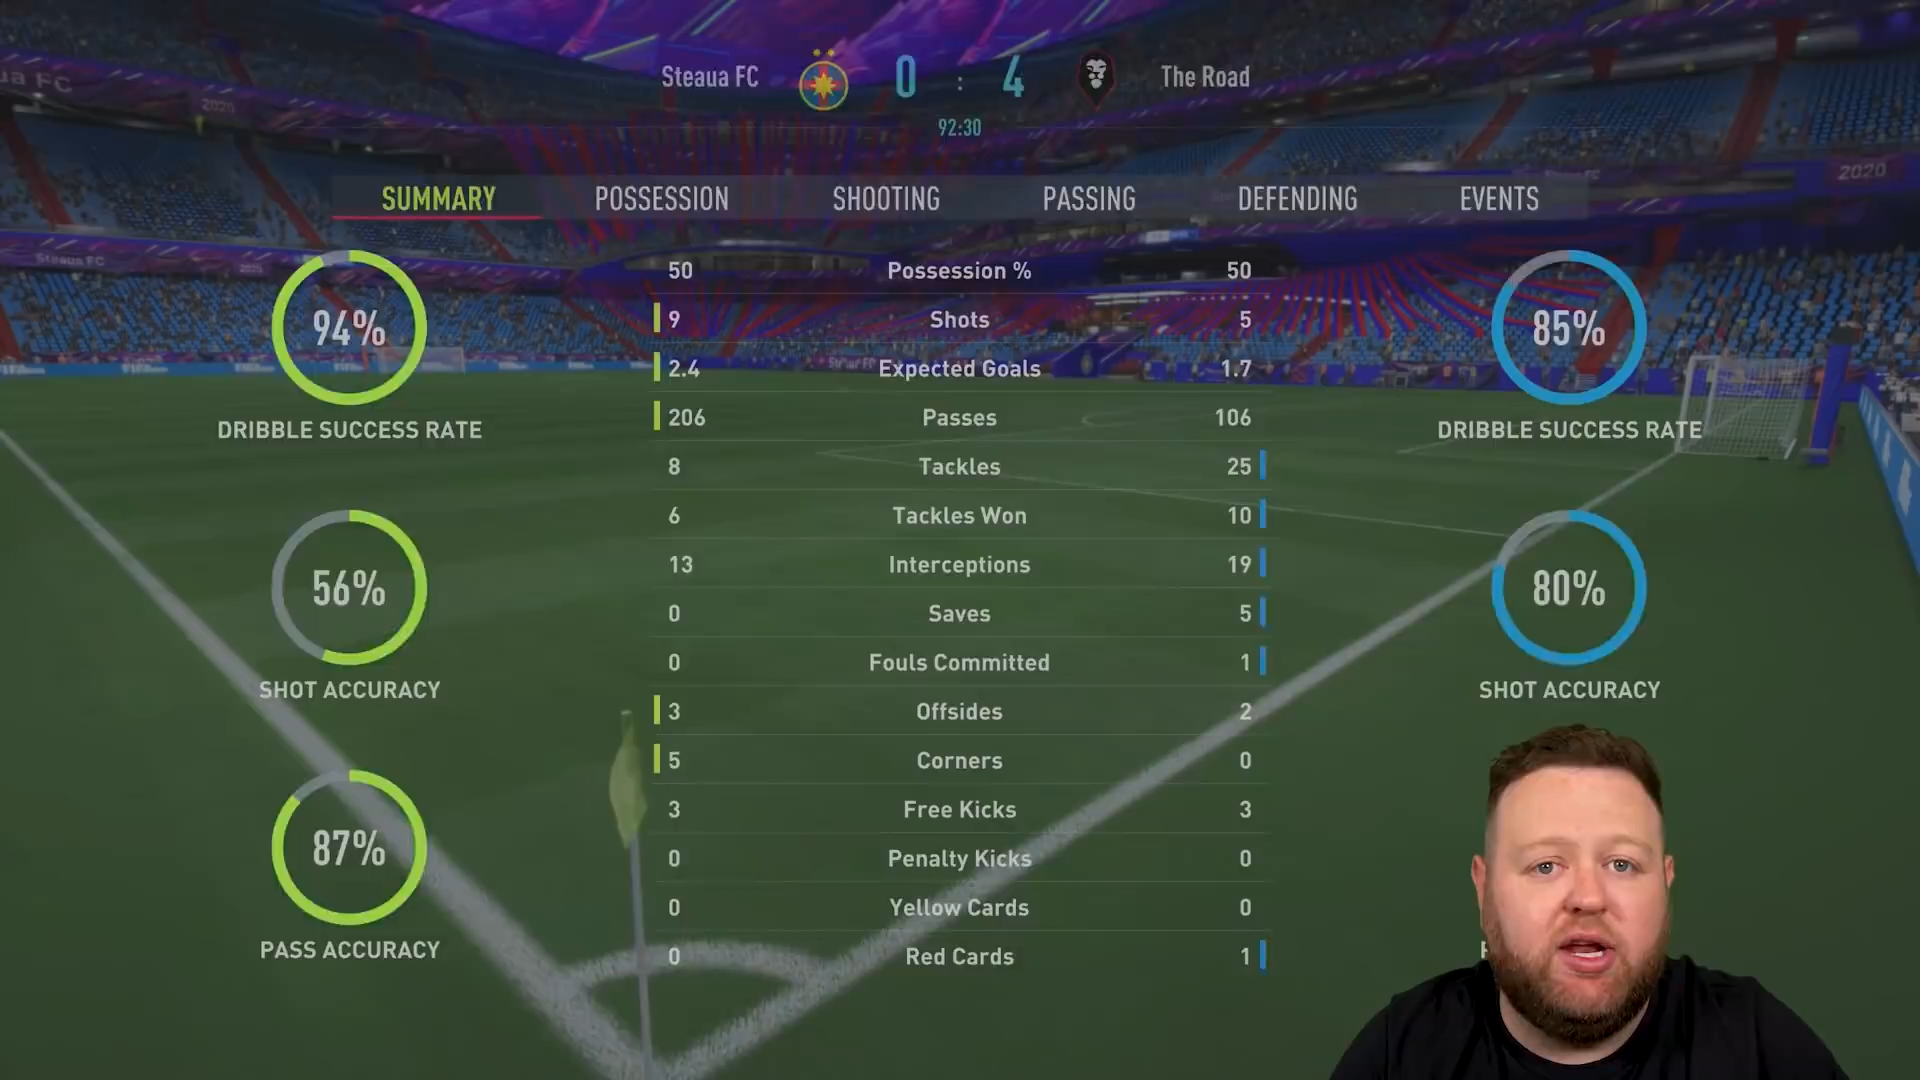 Steaua FC 0 : 4 The Road
92:30
SUMMARY POSSESSION SHOOTING PASSING DEFENDING EVENTS
50 Possession % 50
9 Shots 5
2.4 Expected Goals 1.7
206 Passes 106
8 Tackles 25
6 Tackles Won 10
13 Interceptions 19
0 Saves 5
0 Fouls Committed 1
3 Offsides 2
5 Corners 0
3 Free Kicks 3
0 Penalty Kicks 0
0 Yellow Cards 0
0 Red Cards 1
94%
DRIBBLE SUCCESS RATE
56%
SHOT ACCURACY
87%
PASS ACCURACY
85%
DRIBBLE SUCCESS RATE
80%
SHOT ACCURACY
2020
2020
Steaua FC